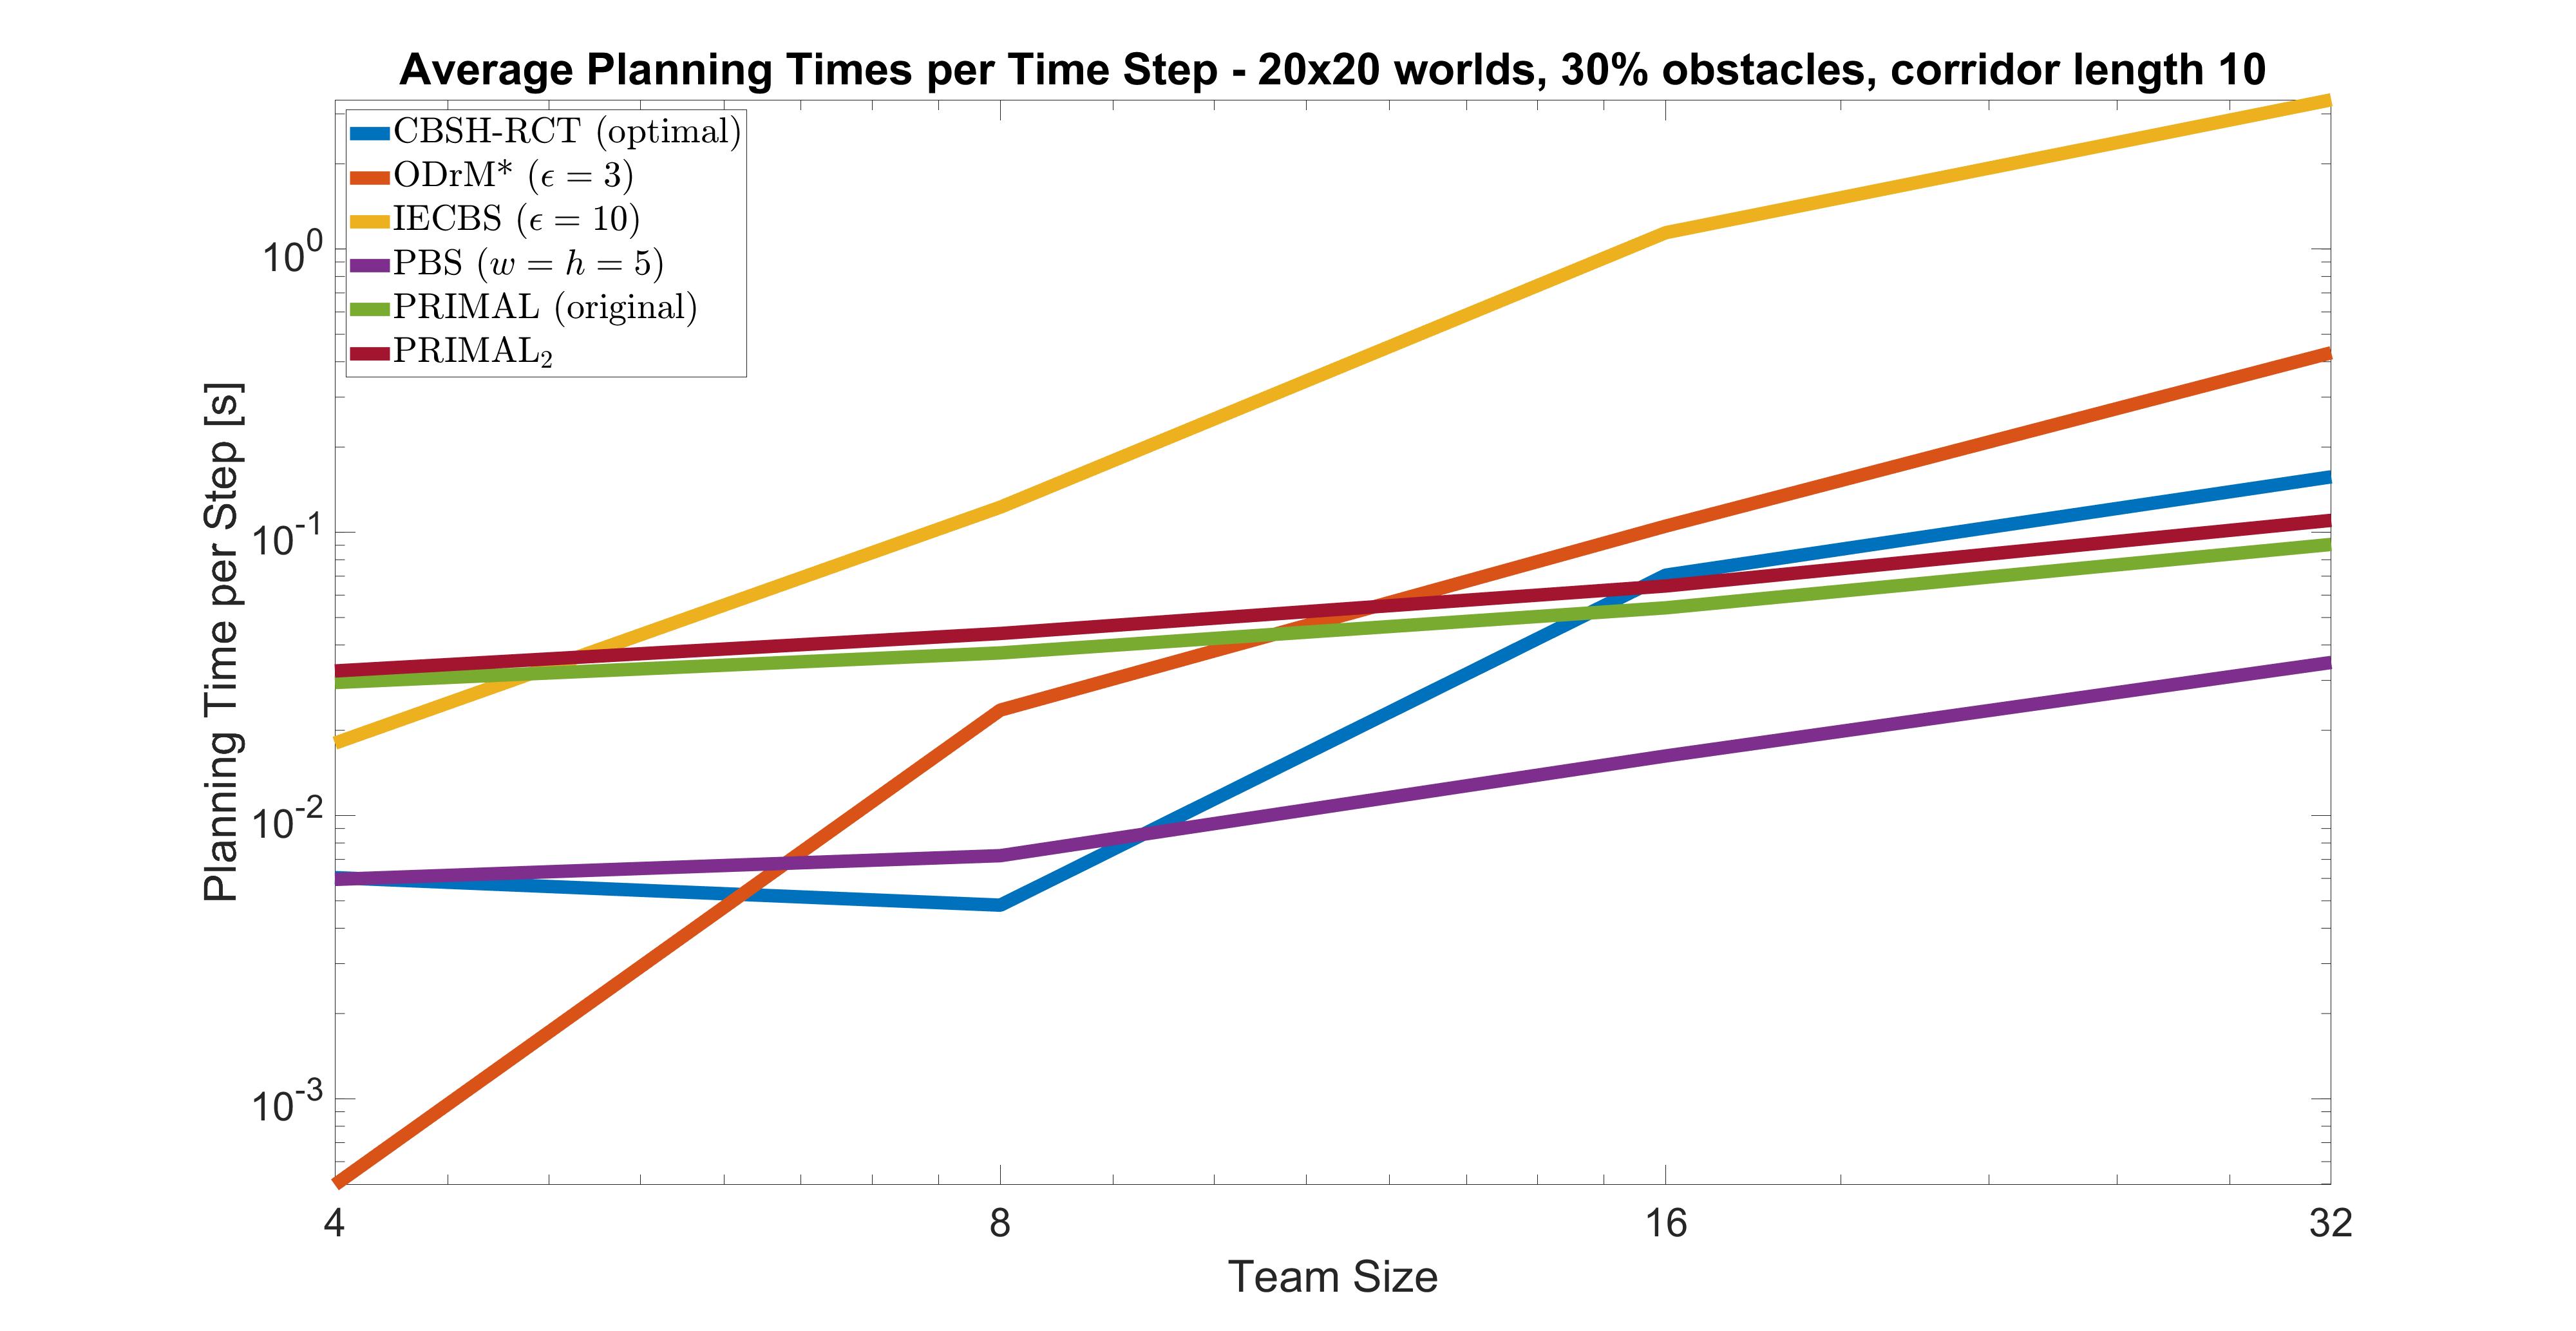 Average Planning Times per Time Step - 20x20 worlds, 30% obstacles, corridor length 10
CBSH-RCT (optimal)
ODrM* (ϵ = 3)
IECBS (ϵ = 10)
PBS (w = h = 5)
PRIMAL (original)
PRIMAL₂
Planning Time per Step [s]
10⁰
10⁻¹
10⁻²
10⁻³
4 8 16 32
Team Size